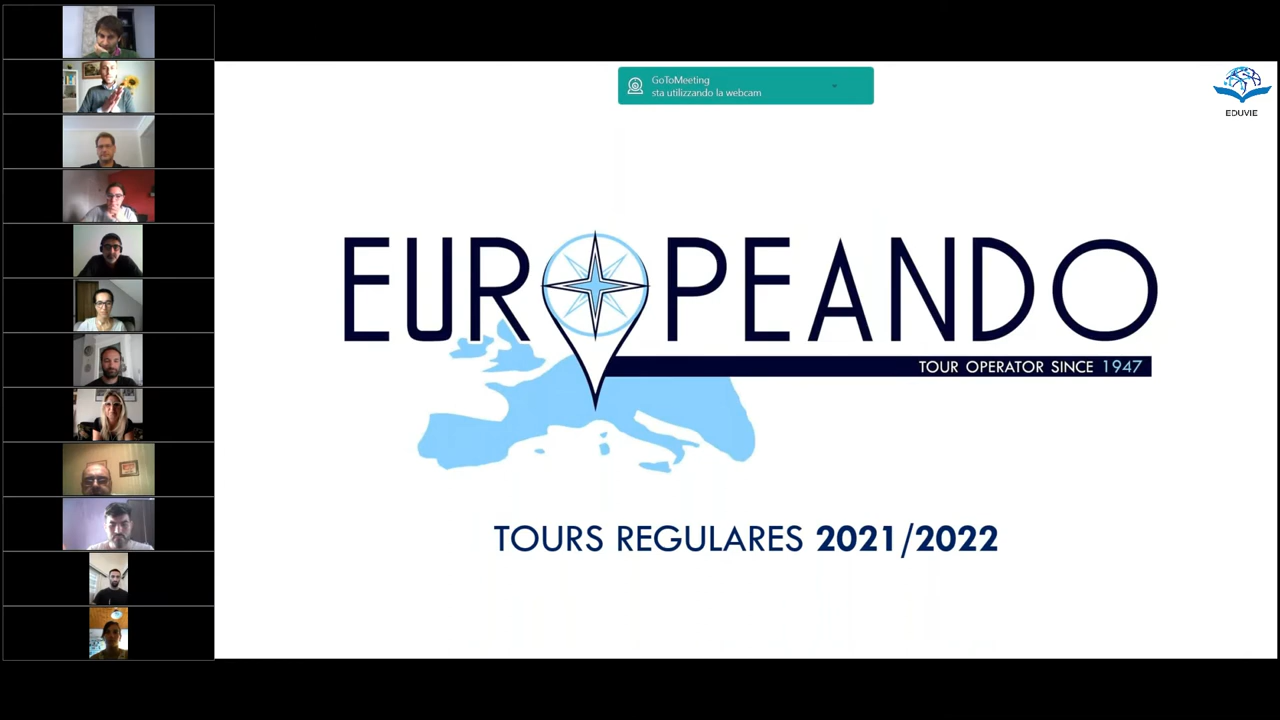 GoToMeeting
sta utilizzando la webcam
EDUVIE
EUROPEANDO
TOUR OPERATOR SINCE 1947
TOURS REGULARES 2021/2022